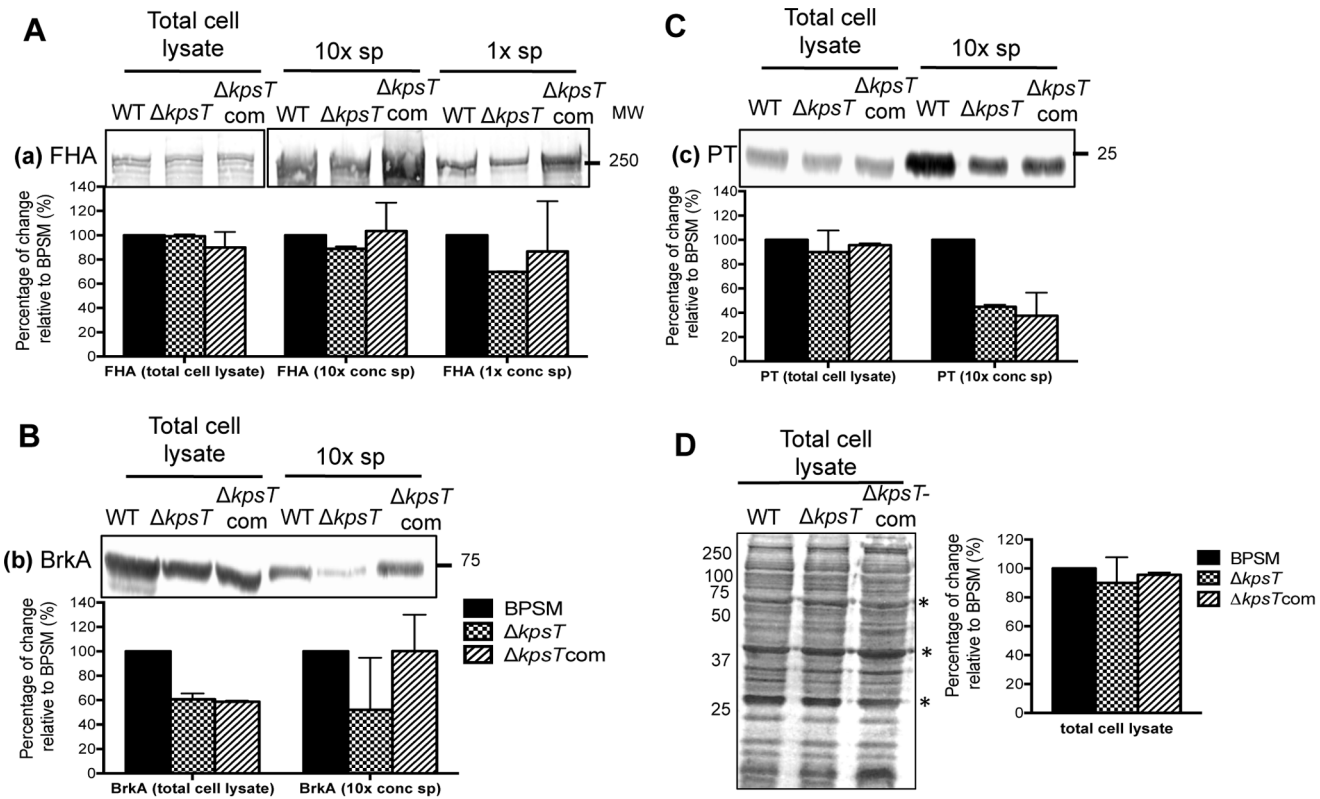 A
Total cell
lysate
10x sp
1x sp
WT ΔkpsT ΔkpsT com
WT ΔkpsT ΔkpsT com
WT ΔkpsT ΔkpsT com
MW
(a) FHA
250
Percentage of change
relative to BPSM (%)
140
120
100
80
60
40
20
0
FHA (total cell lysate)
FHA (10x conc sp)
FHA (1x conc sp)
B
Total cell
lysate
10x sp
WT ΔkpsT ΔkpsT com
WT ΔkpsT ΔkpsT com
(b) BrkA
75
Percentage of change
relative to BPSM (%)
140
120
100
80
60
40
20
0
BrkA (total cell lysate)
BrkA (10x conc sp)
BPSM
ΔkpsT
ΔkpsTcom
C
Total cell
lysate
10x sp
WT ΔkpsT ΔkpsT com
WT ΔkpsT ΔkpsT com
(c) PT
25
Percentage of change
relative to BPSM (%)
140
120
100
80
60
40
20
0
PT (total cell lysate)
PT (10x conc sp)
D
Total cell
lysate
WT ΔkpsT ΔkpsT- com
250
100
75
50
37
25
*
*
*
Percentage of change
relative to BPSM (%)
120
100
80
60
40
20
0
total cell lysate
BPSM
ΔkpsT
ΔkpsTcom